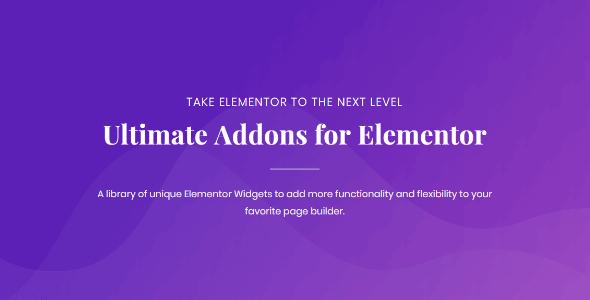 TAKE ELEMENTOR TO THE NEXT LEVEL
Ultimate Addons for Elementor
A library of unique Elementor Widgets to add more functionality and flexibility to your
favorite page builder.